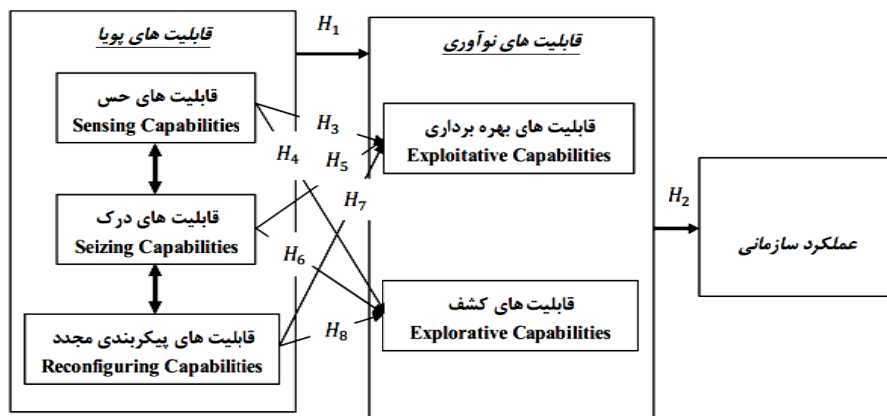 قابلیت های پویا
قابلیت های حس
Sensing Capabilities
قابلیت های درک
Seizing Capabilities
قابلیت های پیکربندی مجدد
Reconfiguring Capabilities
H₁
H₃
H₄
H₅
H₇
H₆
H₈
قابلیت های نوآوری
قابلیت های بهره برداری
Exploitative Capabilities
قابلیت های کشف
Explorative Capabilities
H₂
عملکرد سازمانی